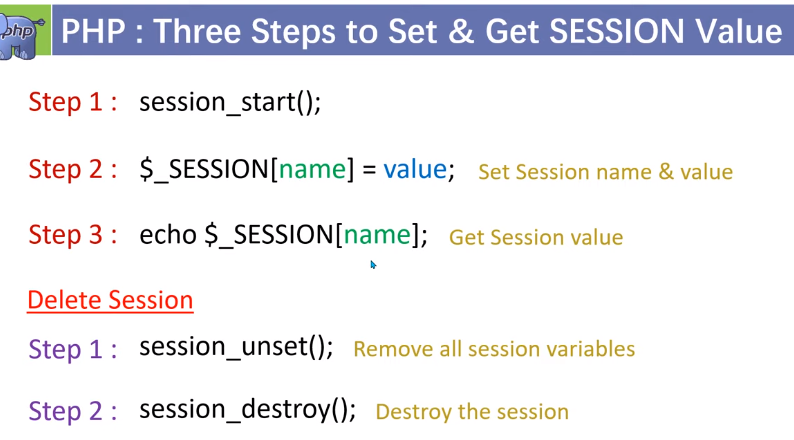 php
PHP : Three Steps to Set & Get SESSION Value
Step 1 : session_start();
Step 2 : $_SESSION[name] = value; Set Session name & value
Step 3 : echo $_SESSION[name]; Get Session value
Delete Session
Step 1 : session_unset(); Remove all session variables
Step 2 : session_destroy(); Destroy the session